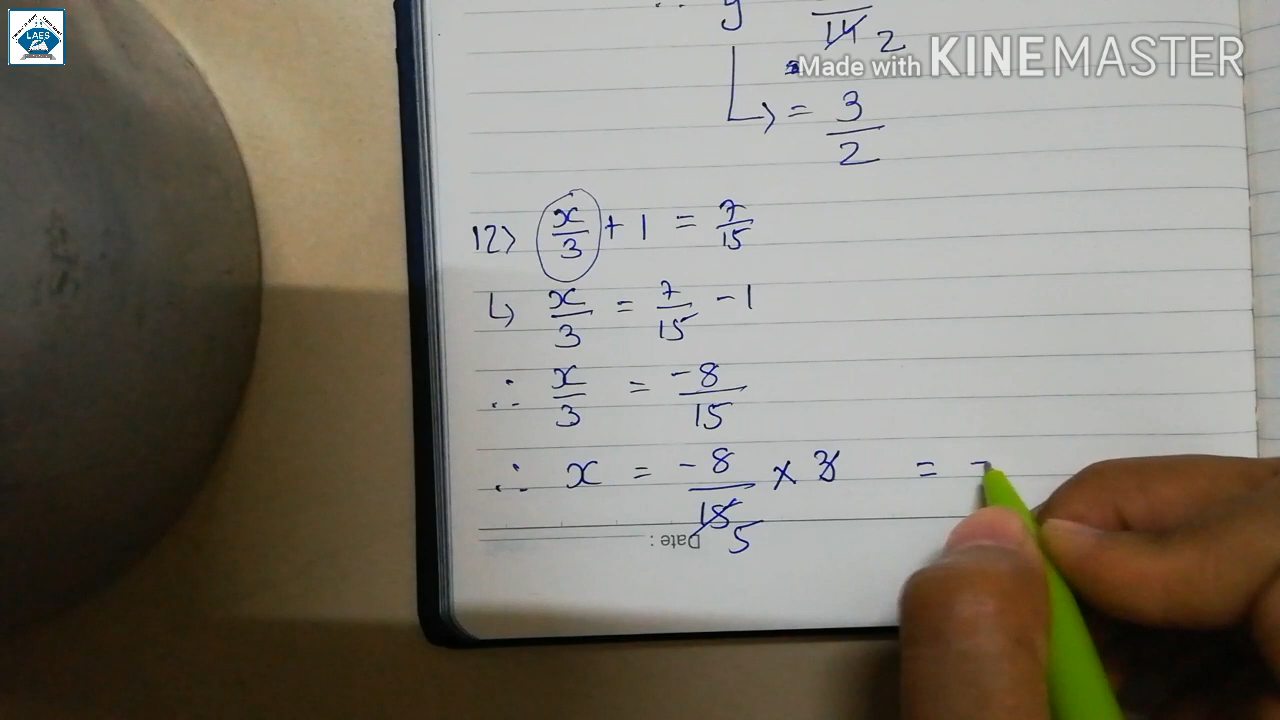 LAES
∴ y 14 2
Made with KINEMASTER
= 3/2
12) x/3 + 1 = 7/15
↳ x/3 = 7/15 - 1
∴ x/3 = -8/15
∴ x = -8/15 × 3 = -
5
Date :